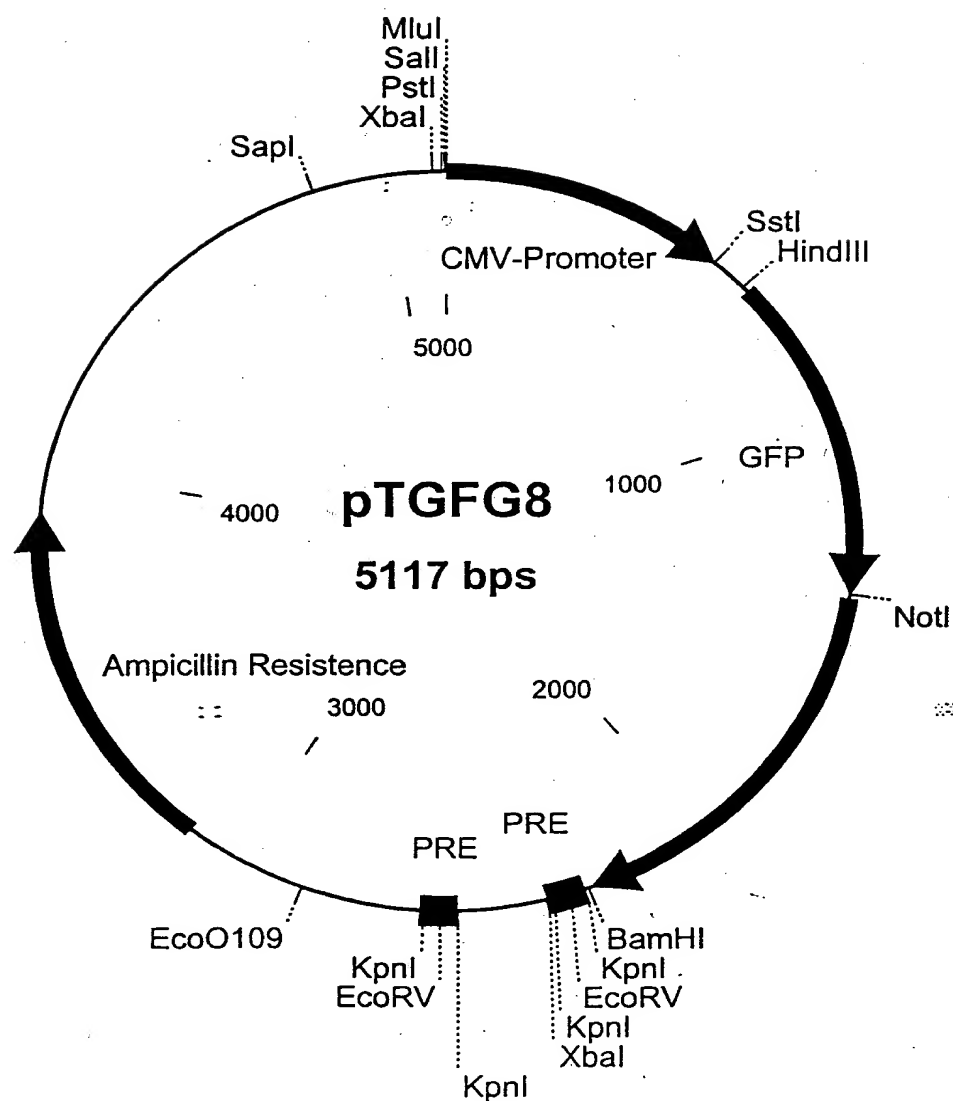 MluI
SalI
PstI
XbaI
SapI
SstI
HindIII
CMV-Promoter
5000
GFP
1000
4000
pTGFG8
5117 bps
NotI
Ampicillin Resistence
3000
2000
PRE
PRE
EcoO109
BamHI
KpnI
KpnI
EcoRV
EcoRV
KpnI
XbaI
KpnI